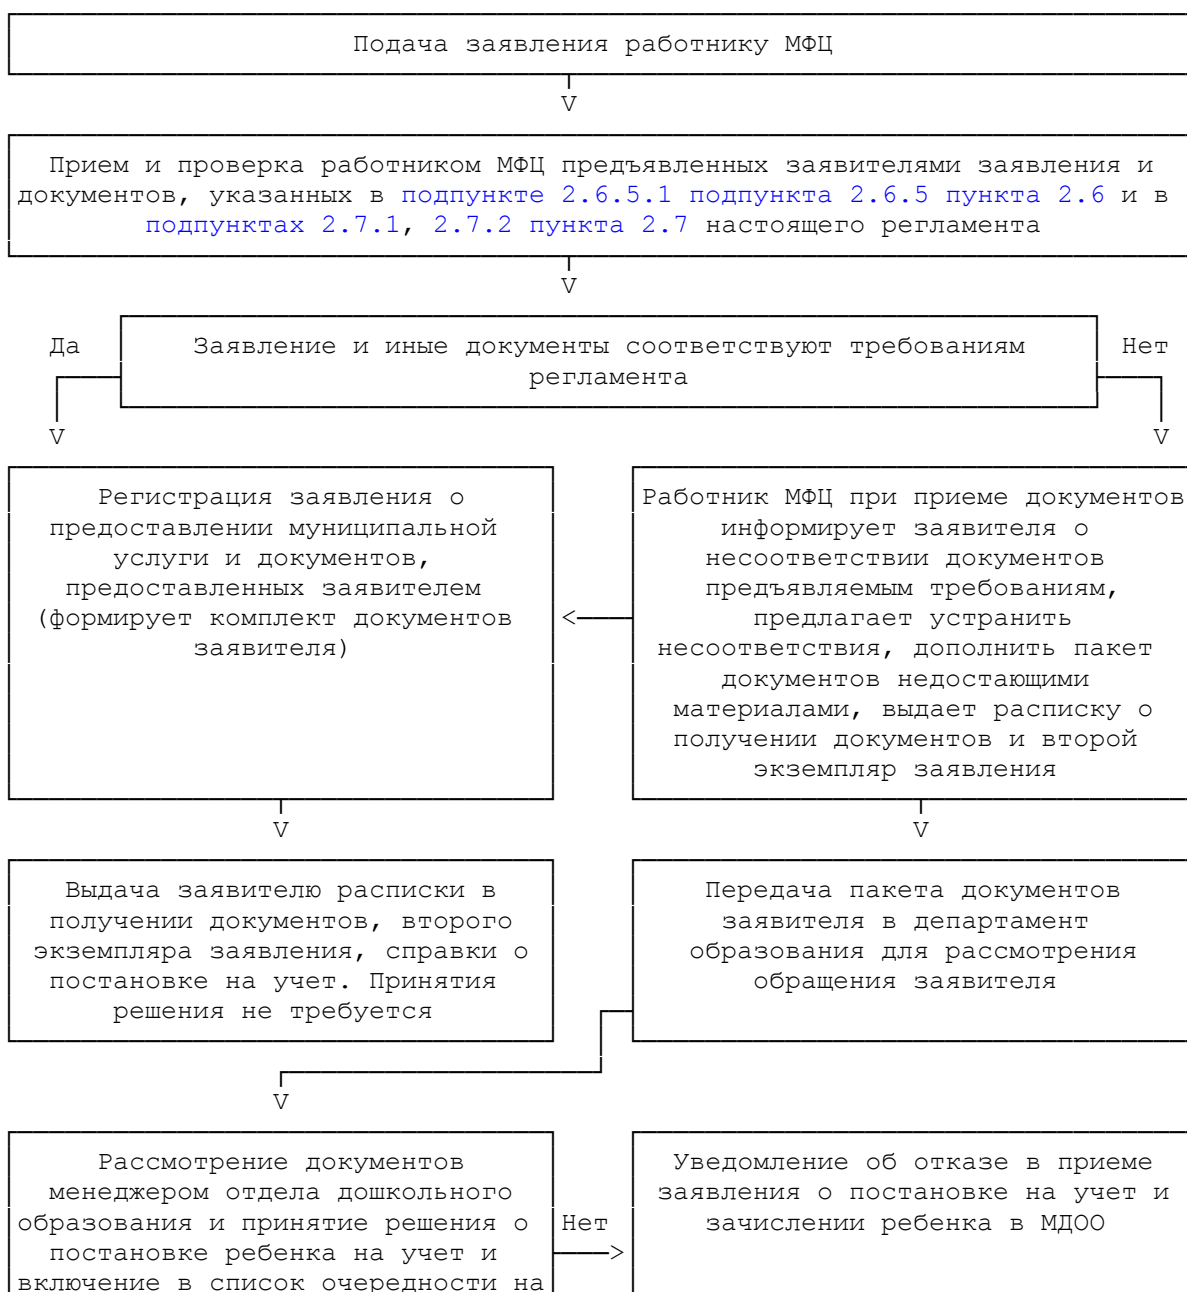 Подача заявления работнику МФЦ
V
Прием и проверка работником МФЦ предъявленных заявителями заявления и
документов, указанных в подпункте 2.6.5.1 подпункта 2.6.5 пункта 2.6 и в
подпунктах 2.7.1, 2.7.2 пункта 2.7 настоящего регламента
V
Да
Заявление и иные документы соответствуют требованиям
регламента
Нет
V
V
Регистрация заявления о
предоставлении муниципальной
услуги и документов,
предоставленных заявителем
(формирует комплект документов
заявителя)
<
Работник МФЦ при приеме документов
информирует заявителя о
несоответствии документов
предъявляемым требованиям,
предлагает устранить
несоответствия, дополнить пакет
документов недостающими
материалами, выдает расписку о
получении документов и второй
экземпляр заявления
V
V
Выдача заявителю расписки в
получении документов, второго
экземпляра заявления, справки о
постановке на учет. Принятия
решения не требуется
Передача пакета документов
заявителя в департамент
образования для рассмотрения
обращения заявителя
V
Рассмотрение документов
менеджером отдела дошкольного
образования и принятие решения о
постановке ребенка на учет и
включение в список очередности на
Нет
>
Уведомление об отказе в приеме
заявления о постановке на учет и
зачислении ребенка в МДОО